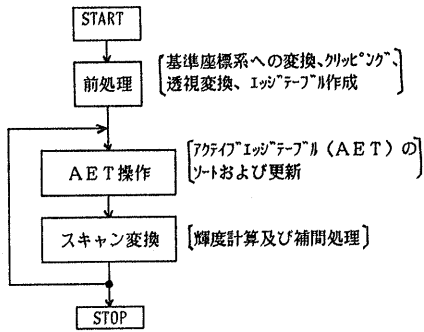 START
前処理
基準座標系への変換、ｸﾘｯﾋﾟﾝｸﾞ、
透視変換、ｴｯｼﾞﾃｰﾌﾞﾙ作成
AET操作
ｱｸﾃｨﾌﾞｴｯｼﾞﾃｰﾌﾞﾙ（AET）の
ｿｰﾄおよび更新
スキャン変換
輝度計算及び補間処理
STOP